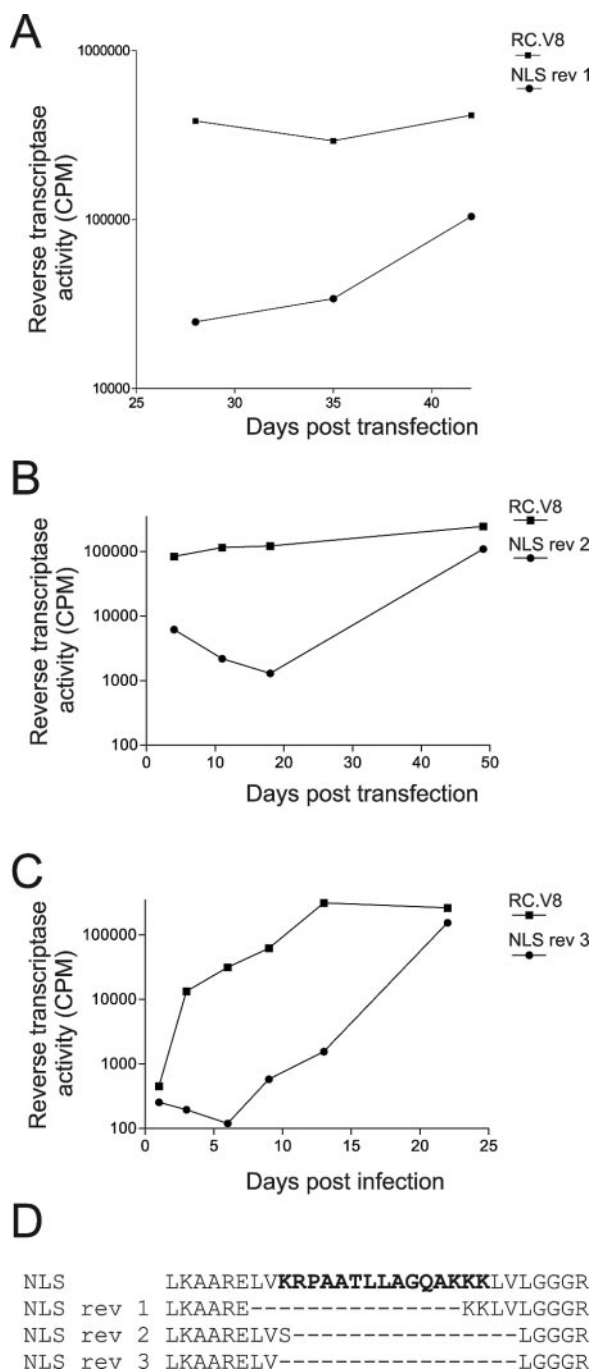 A
RC.V8
NLS rev 1
Reverse transcriptase
activity (CPM)
1000000
100000
10000
25 30 35 40
Days post transfection
B
RC.V8
NLS rev 2
Reverse transcriptase
activity (CPM)
100000
10000
1000
100
0 10 20 30 40 50
Days post transfection
C
RC.V8
NLS rev 3
Reverse transcriptase
activity (CPM)
100000
10000
1000
100
0 5 10 15 20 25
Days post infection
D
NLS LKAARELVKRPAATLLAGQAKKKLVLGGGR
NLS rev 1 LKAARE---------------KKLVLGGGR
NLS rev 2 LKAARELVS----------------LGGGR
NLS rev 3 LKAARELV-----------------LGGGR